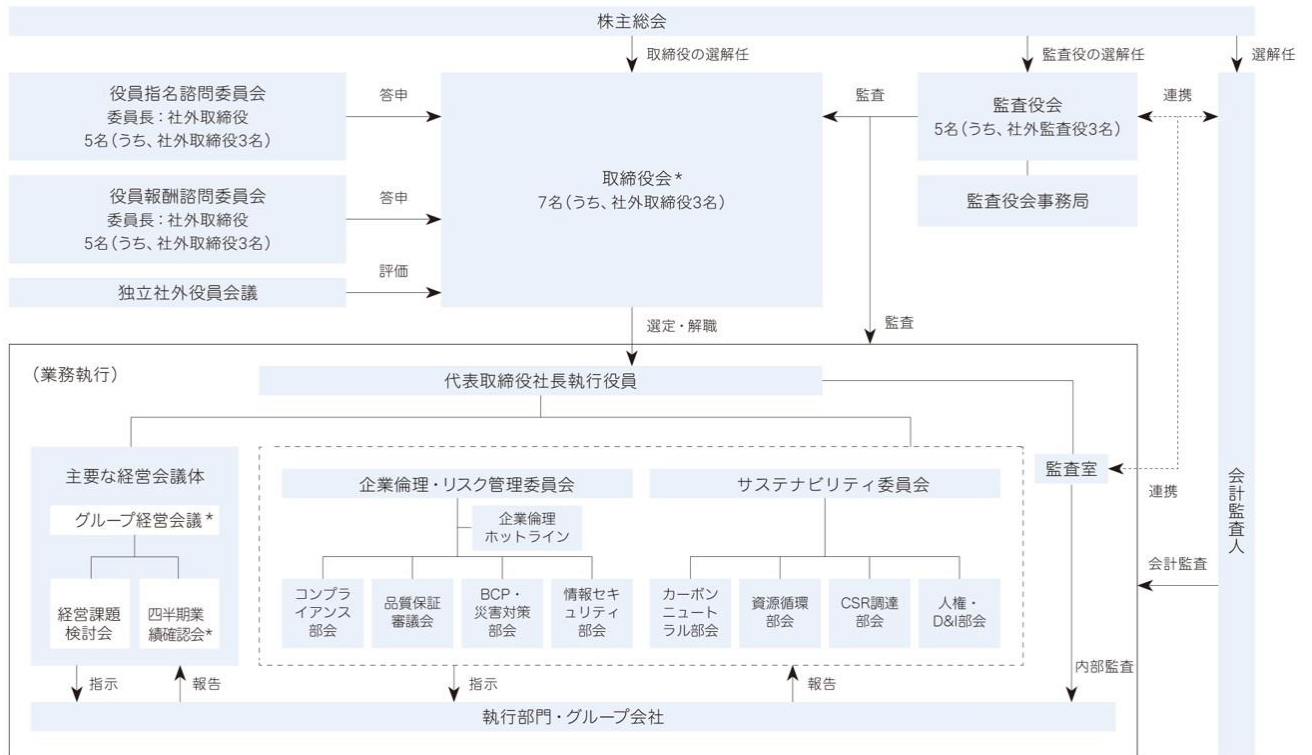 株主総会
取締役の選解任
監査役の選解任
選解任
役員指名諮問委員会
委員長：社外取締役
5名（うち、社外取締役3名）
答申
監査
監査役会
5名（うち、社外監査役3名）
連携
取締役会*
7名（うち、社外取締役3名）
役員報酬諮問委員会
委員長：社外取締役
5名（うち、社外取締役3名）
答申
監査役会事務局
独立社外役員会議
評価
選定・解職
監査
（業務執行）
代表取締役社長執行役員
主要な経営会議体
グループ経営会議*
経営課題
検討会
四半期業
績確認会*
企業倫理・リスク管理委員会
企業倫理
ホットライン
コンプラ
イアンス
部会
品質保証
審議会
BCP・
災害対策
部会
情報セキ
ュリティ
部会
サステナビリティ委員会
カーボン
ニュート
ラル部会
資源循環
部会
CSR調達
部会
人権・
D&I部会
監査室
連携
会計監査人
会計監査
内部監査
指示
報告
指示
報告
執行部門・グループ会社